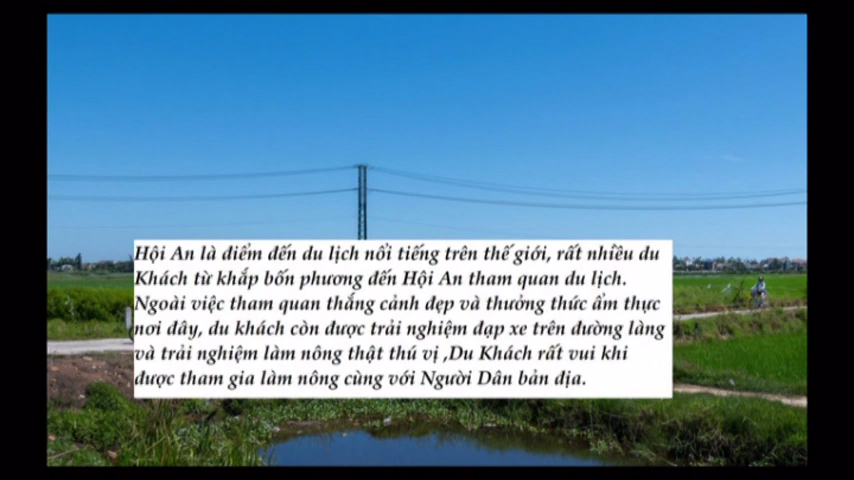 Hội An là điểm đến du lịch nổi tiếng trên thế giới, rất nhiều du
Khách từ khắp bốn phương đến Hội An tham quan du lịch.
Ngoài việc tham quan thắng cảnh đẹp và thưởng thức ẩm thực
nơi đây, du khách còn được trải nghiệm đạp xe trên đường làng
và trải nghiệm làm nông thật thú vị ,Du Khách rất vui khi
được tham gia làm nông cùng với Người Dân bản địa.